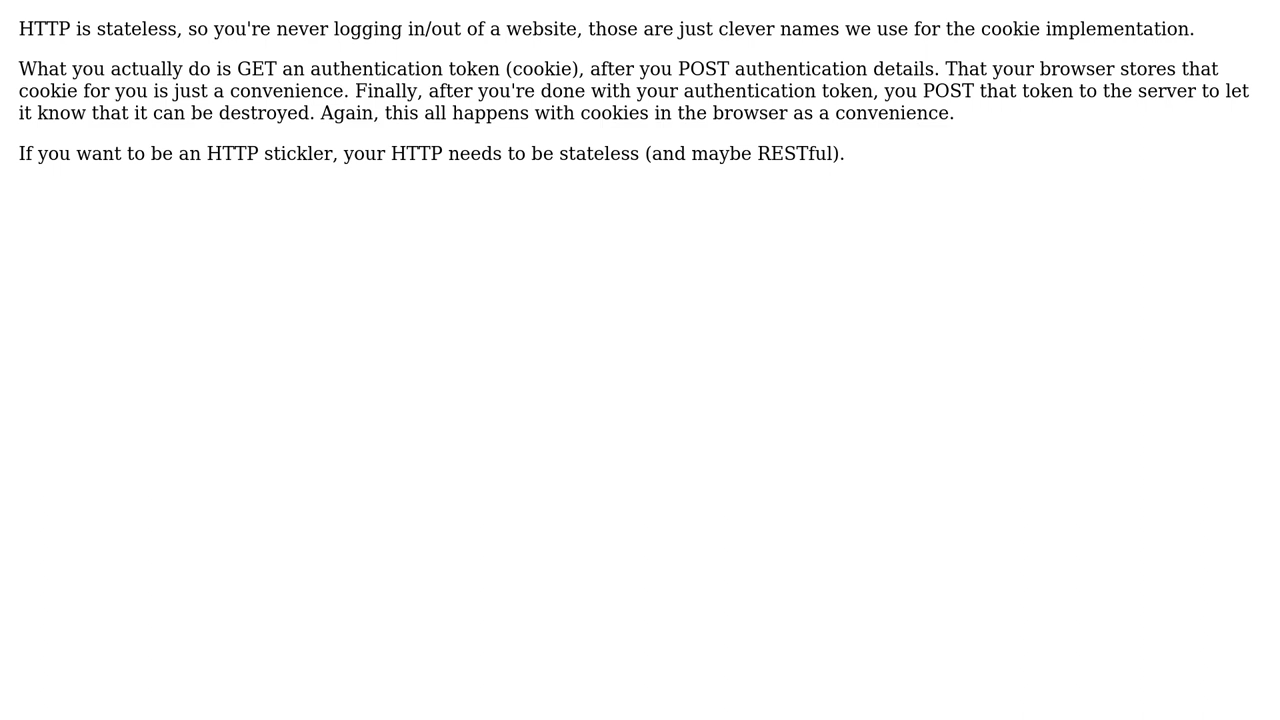 HTTP is stateless, so you're never logging in/out of a website, those are just clever names we use for the cookie implementation.
What you actually do is GET an authentication token (cookie), after you POST authentication details. That your browser stores that
cookie for you is just a convenience. Finally, after you're done with your authentication token, you POST that token to the server to let
it know that it can be destroyed. Again, this all happens with cookies in the browser as a convenience.
If you want to be an HTTP stickler, your HTTP needs to be stateless (and maybe RESTful).